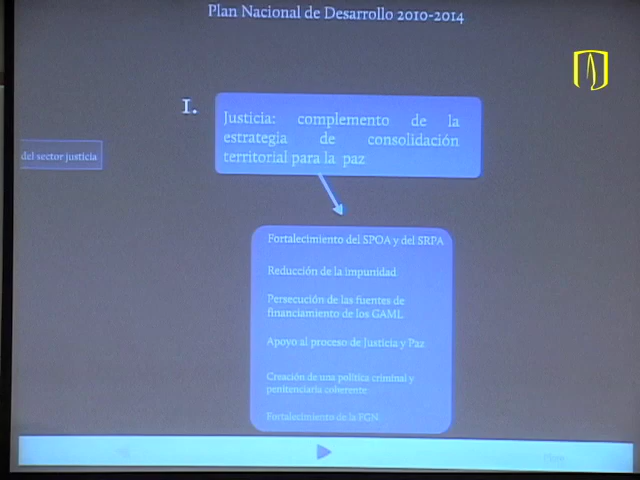 Plan Nacional de Desarrollo 2010-2014
I.
Justicia: complemento de la
estrategia de consolidación
territorial para la paz
del sector justicia
Fortalecimiento del SPOA y del SRPA
Reducción de la impunidad
Persecución de las fuentes de
financiamiento de los GAML
Apoyo al proceso de Justicia y Paz
Creación de una política criminal y
penitenciaria coherente
Fortalecimiento de la FGN